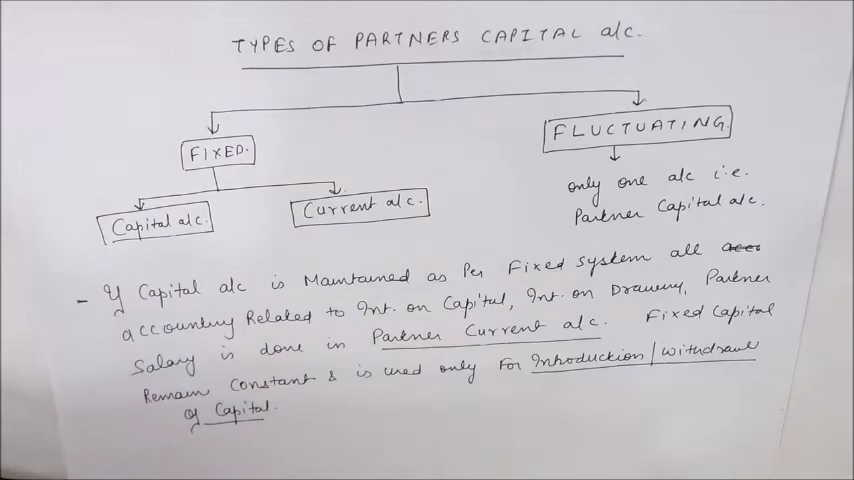 TYPES OF PARTNERS CAPITAL a/c.
FIXED.
FLUCTUATING.
Capital a/c.
Current a/c.
only one a/c i.e.
Partner Capital a/c.
- If Capital a/c is Maintained as Per Fixed system all
accounting Related to Int. on Capital, Int. on Drawing, Partner
Salary is done in Partner Current a/c. Fixed Capital
Remain Constant & is used only For Introduction/withdrawl
of Capital.